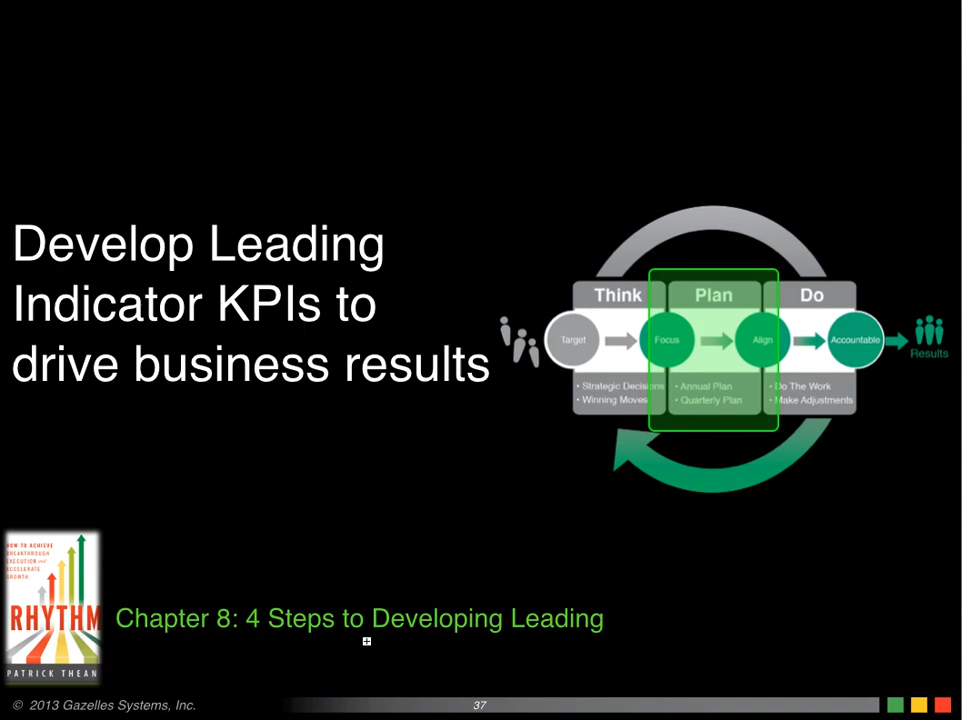 Develop Leading
Indicator KPIs to
drive business results
Think
Plan
Do
Target
Focus
Align
Accountable
Results
• Strategic Decisions
• Winning Moves
• Annual Plan
• Quarterly Plan
• Do The Work
• Make Adjustments
HOW TO ACHIEVE
BREAKTHROUGH
EXECUTION and
ACCELERATE
GROWTH
RHYTHM
PATRICK THEAN
Chapter 8: 4 Steps to Developing Leading
© 2013 Gazelles Systems, Inc.
37